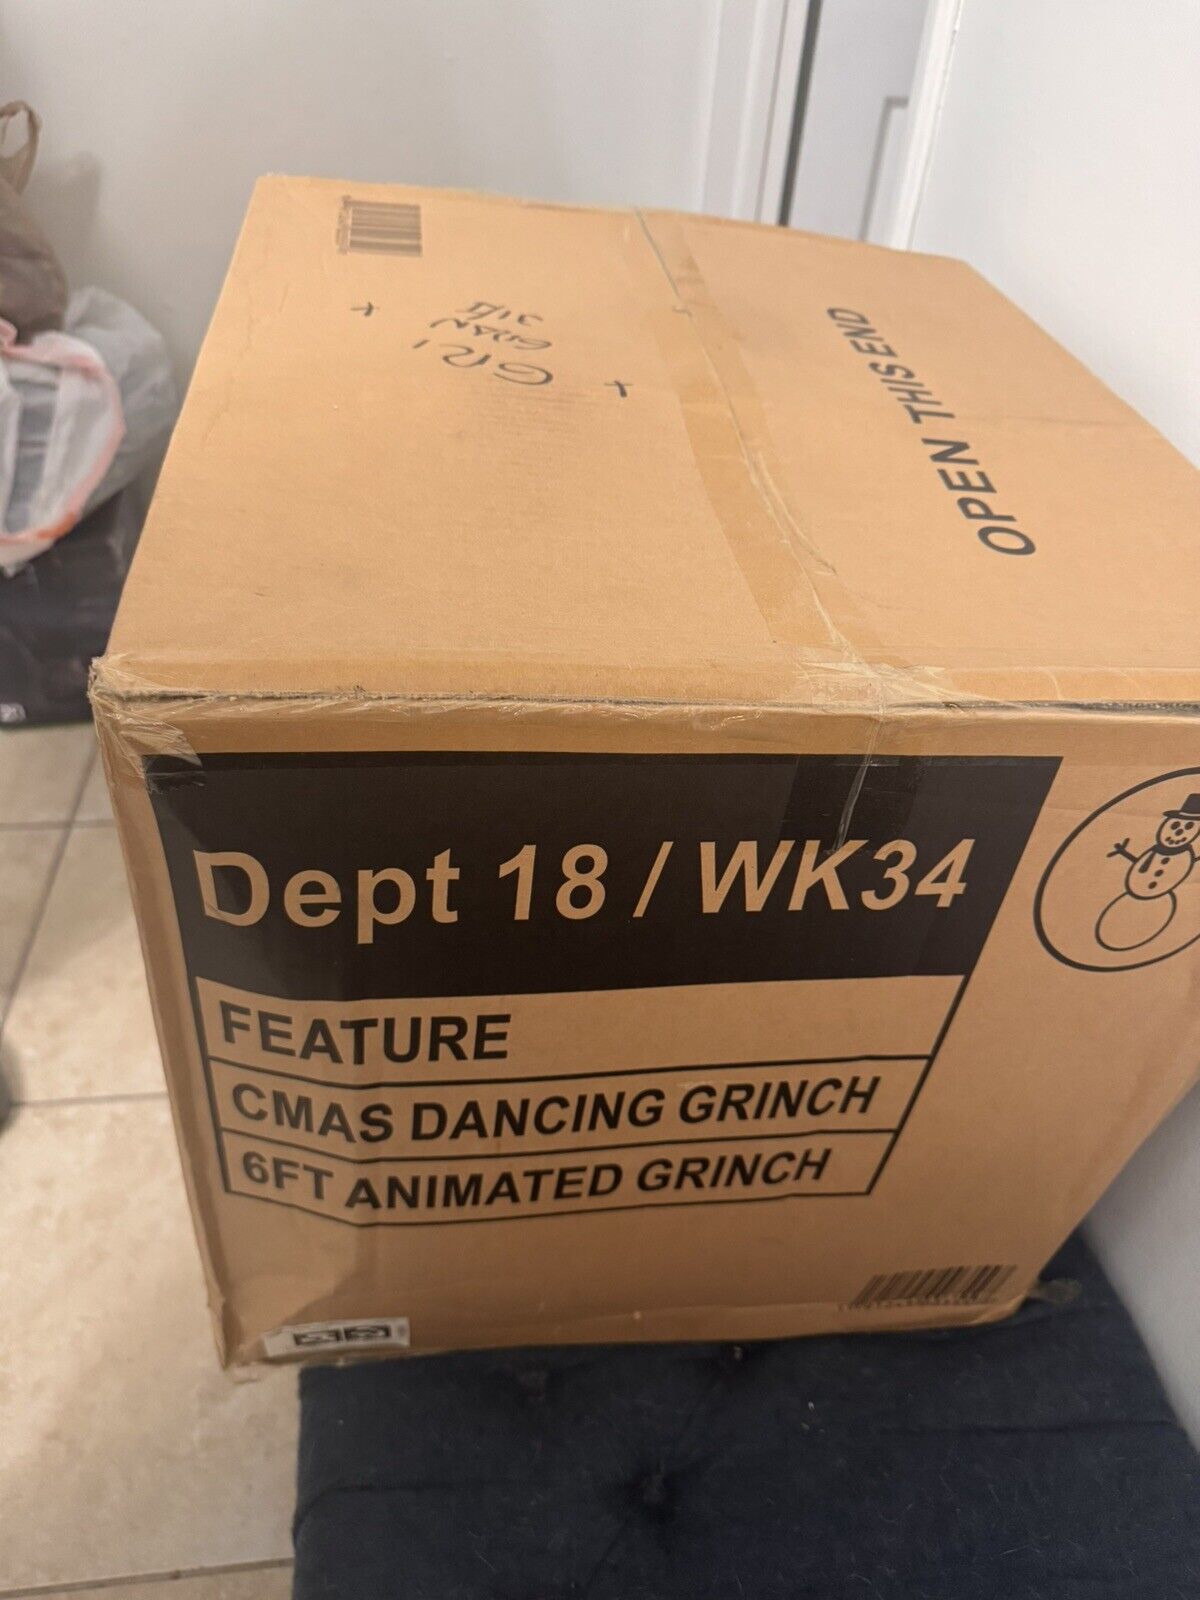 OPEN THIS END
Dept 18 / WK34
FEATURE
CMAS DANCING GRINCH
6FT ANIMATED GRINCH